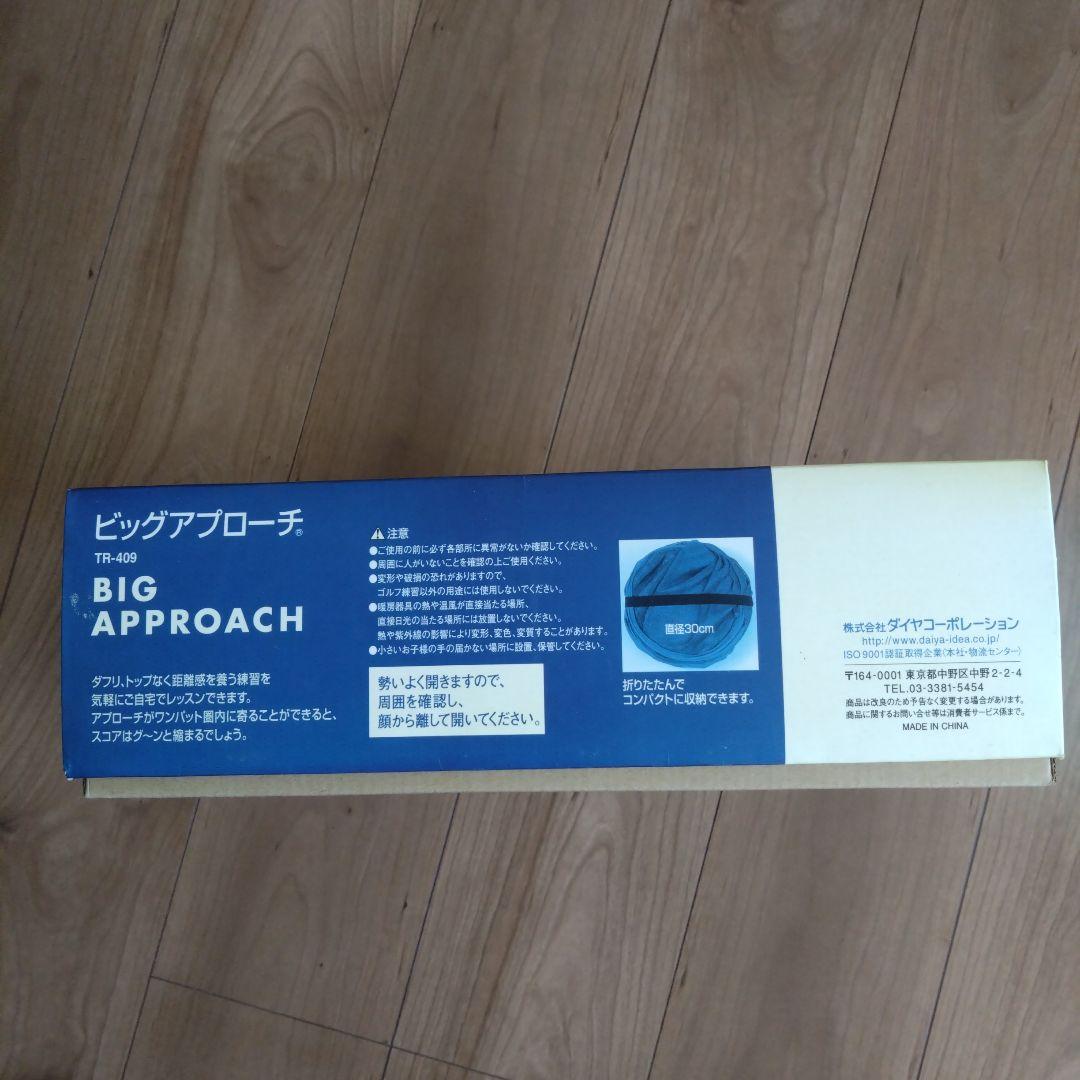 ビッグアプローチ®
TR-409
BIG
APPROACH
ダフリ、トップなく距離感を養う練習を
気軽にご自宅でレッスンできます。
アプローチがワンパット圏内に寄ることができると、
スコアはグ〜ンと縮まるでしょう。
⚠注意
●ご使用の前に必ず各部所に異常がないか確認してください。
●周囲に人がいないことを確認の上ご使用ください。
●変形や破損の恐れがありますので、
ゴルフ練習以外の用途には使用しないでください。
●暖房器具の熱や温風が直接当たる場所、
直接日光の当たる場所には放置しないでください。
熱や紫外線の影響により変形、変色、変質することがあります。
●小さいお子様の手の届かない場所に設置、保管してください。
勢いよく開きますので、
周囲を確認し、
顔から離して開いてください。
直径30cm
折りたたんで
コンパクトに収納できます。
株式会社ダイヤコーポレーション
http://www.daiya-idea.co.jp/
ISO9001認証取得企業(本社・物流センター)
〒164-0001 東京都中野区中野2-2-4
TEL.03-3381-5454
商品は改良のため予告なく変更する場合があります。
商品に関するお問い合せ等は消費者サービス係まで。
MADE IN CHINA